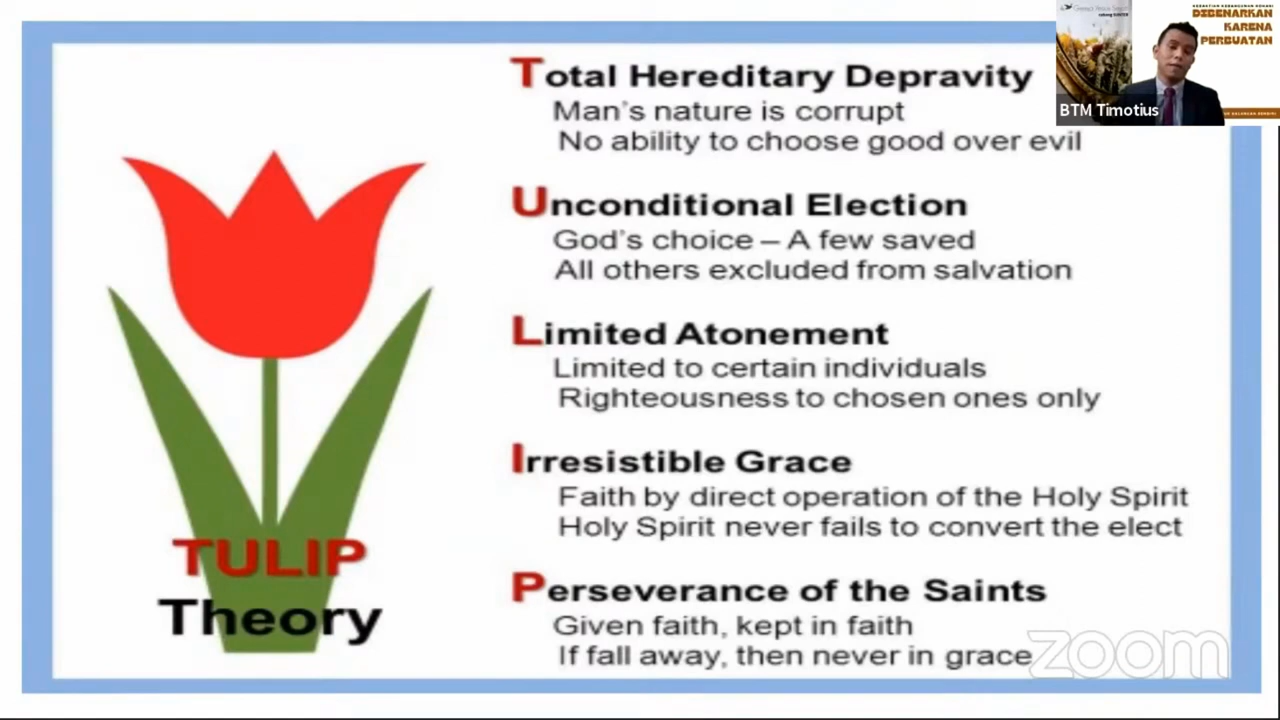 Total Hereditary Depravity
Man's nature is corrupt
No ability to choose good over evil
Unconditional Election
God's choice – A few saved
All others excluded from salvation
Limited Atonement
Limited to certain individuals
Righteousness to chosen ones only
Irresistible Grace
Faith by direct operation of the Holy Spirit
Holy Spirit never fails to convert the elect
Perseverance of the Saints
Given faith, kept in faith
If fall away, then never in grace
TULIP
Theory
DIBENARKAN
KARENA
PERBUATAN
BTM Timotius
zoom